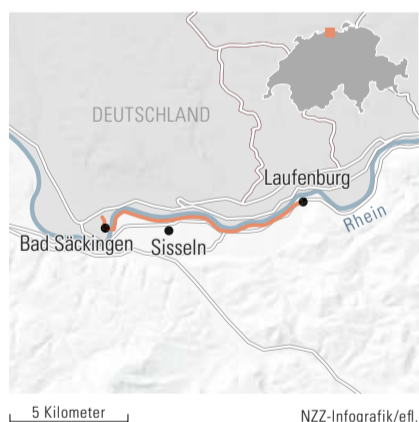 DEUTSCHLAND
Laufenburg
Rhein
Bad Säckingen
Sisseln
5 Kilometer
NZZ-Infografik/efl.